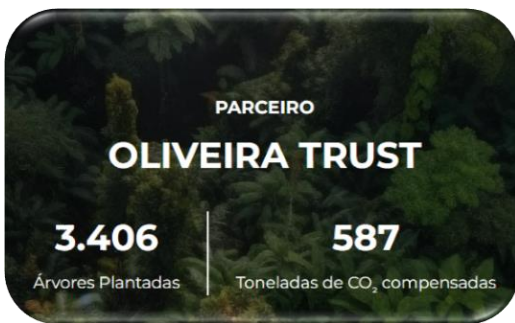 PARCEIRO
OLIVEIRA TRUST
3.406
587
Árvores Plantadas
Toneladas de CO₂ compensadas